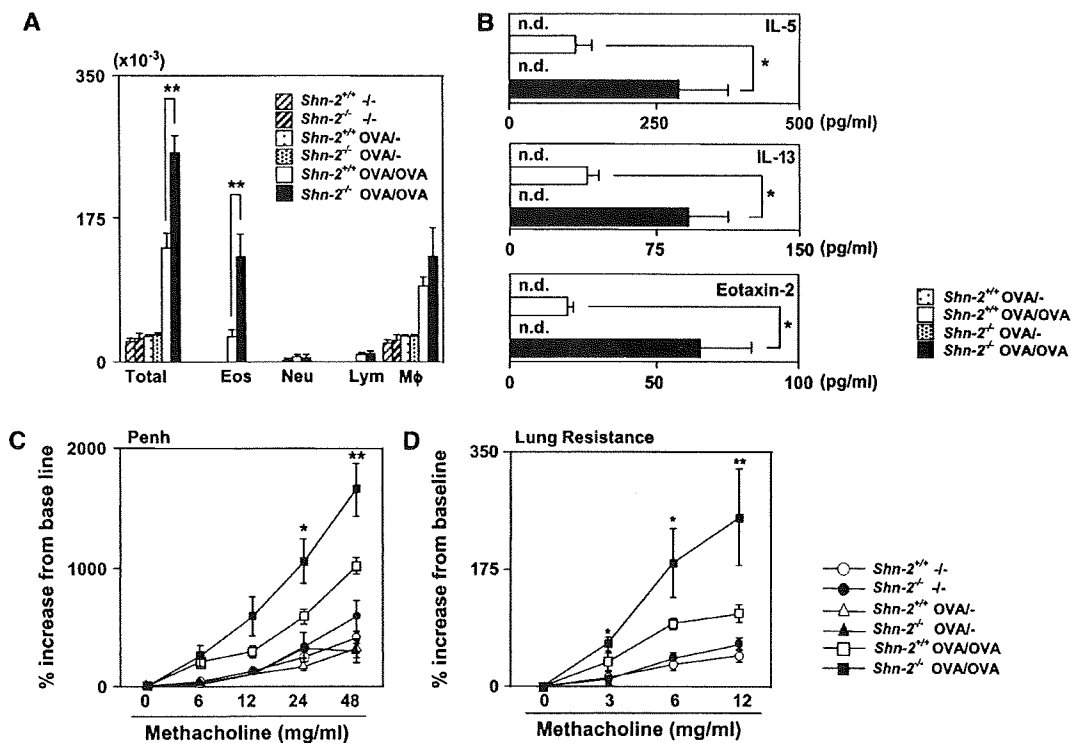 A
(x10⁻³)
350
175
0
**
**
Shn-2⁺/⁺ -/-
Shn-2⁻/⁻ -/-
Shn-2⁺/⁺ OVA/-
Shn-2⁻/⁻ OVA/-
Shn-2⁺/⁺ OVA/OVA
Shn-2⁻/⁻ OVA/OVA
Total Eos Neu Lym Mϕ
B
n.d. IL-5
n.d.
*
0 250 500 (pg/ml)
n.d. IL-13
n.d.
*
0 75 150 (pg/ml)
n.d. Eotaxin-2
n.d.
*
0 50 100 (pg/ml)
Shn-2⁺/⁺ OVA/-
Shn-2⁺/⁺ OVA/OVA
Shn-2⁻/⁻ OVA/-
Shn-2⁻/⁻ OVA/OVA
C
Penh
% increase from base line
2000
1000
0
*
**
0 6 12 24 48
Methacholine (mg/ml)
D
Lung Resistance
% increase from baseline
350
175
0
*
*
**
0 3 6 12
Methacholine (mg/ml)
Shn-2⁺/⁺ -/-
Shn-2⁻/⁻ -/-
Shn-2⁺/⁺ OVA/-
Shn-2⁻/⁻ OVA/-
Shn-2⁺/⁺ OVA/OVA
Shn-2⁻/⁻ OVA/OVA